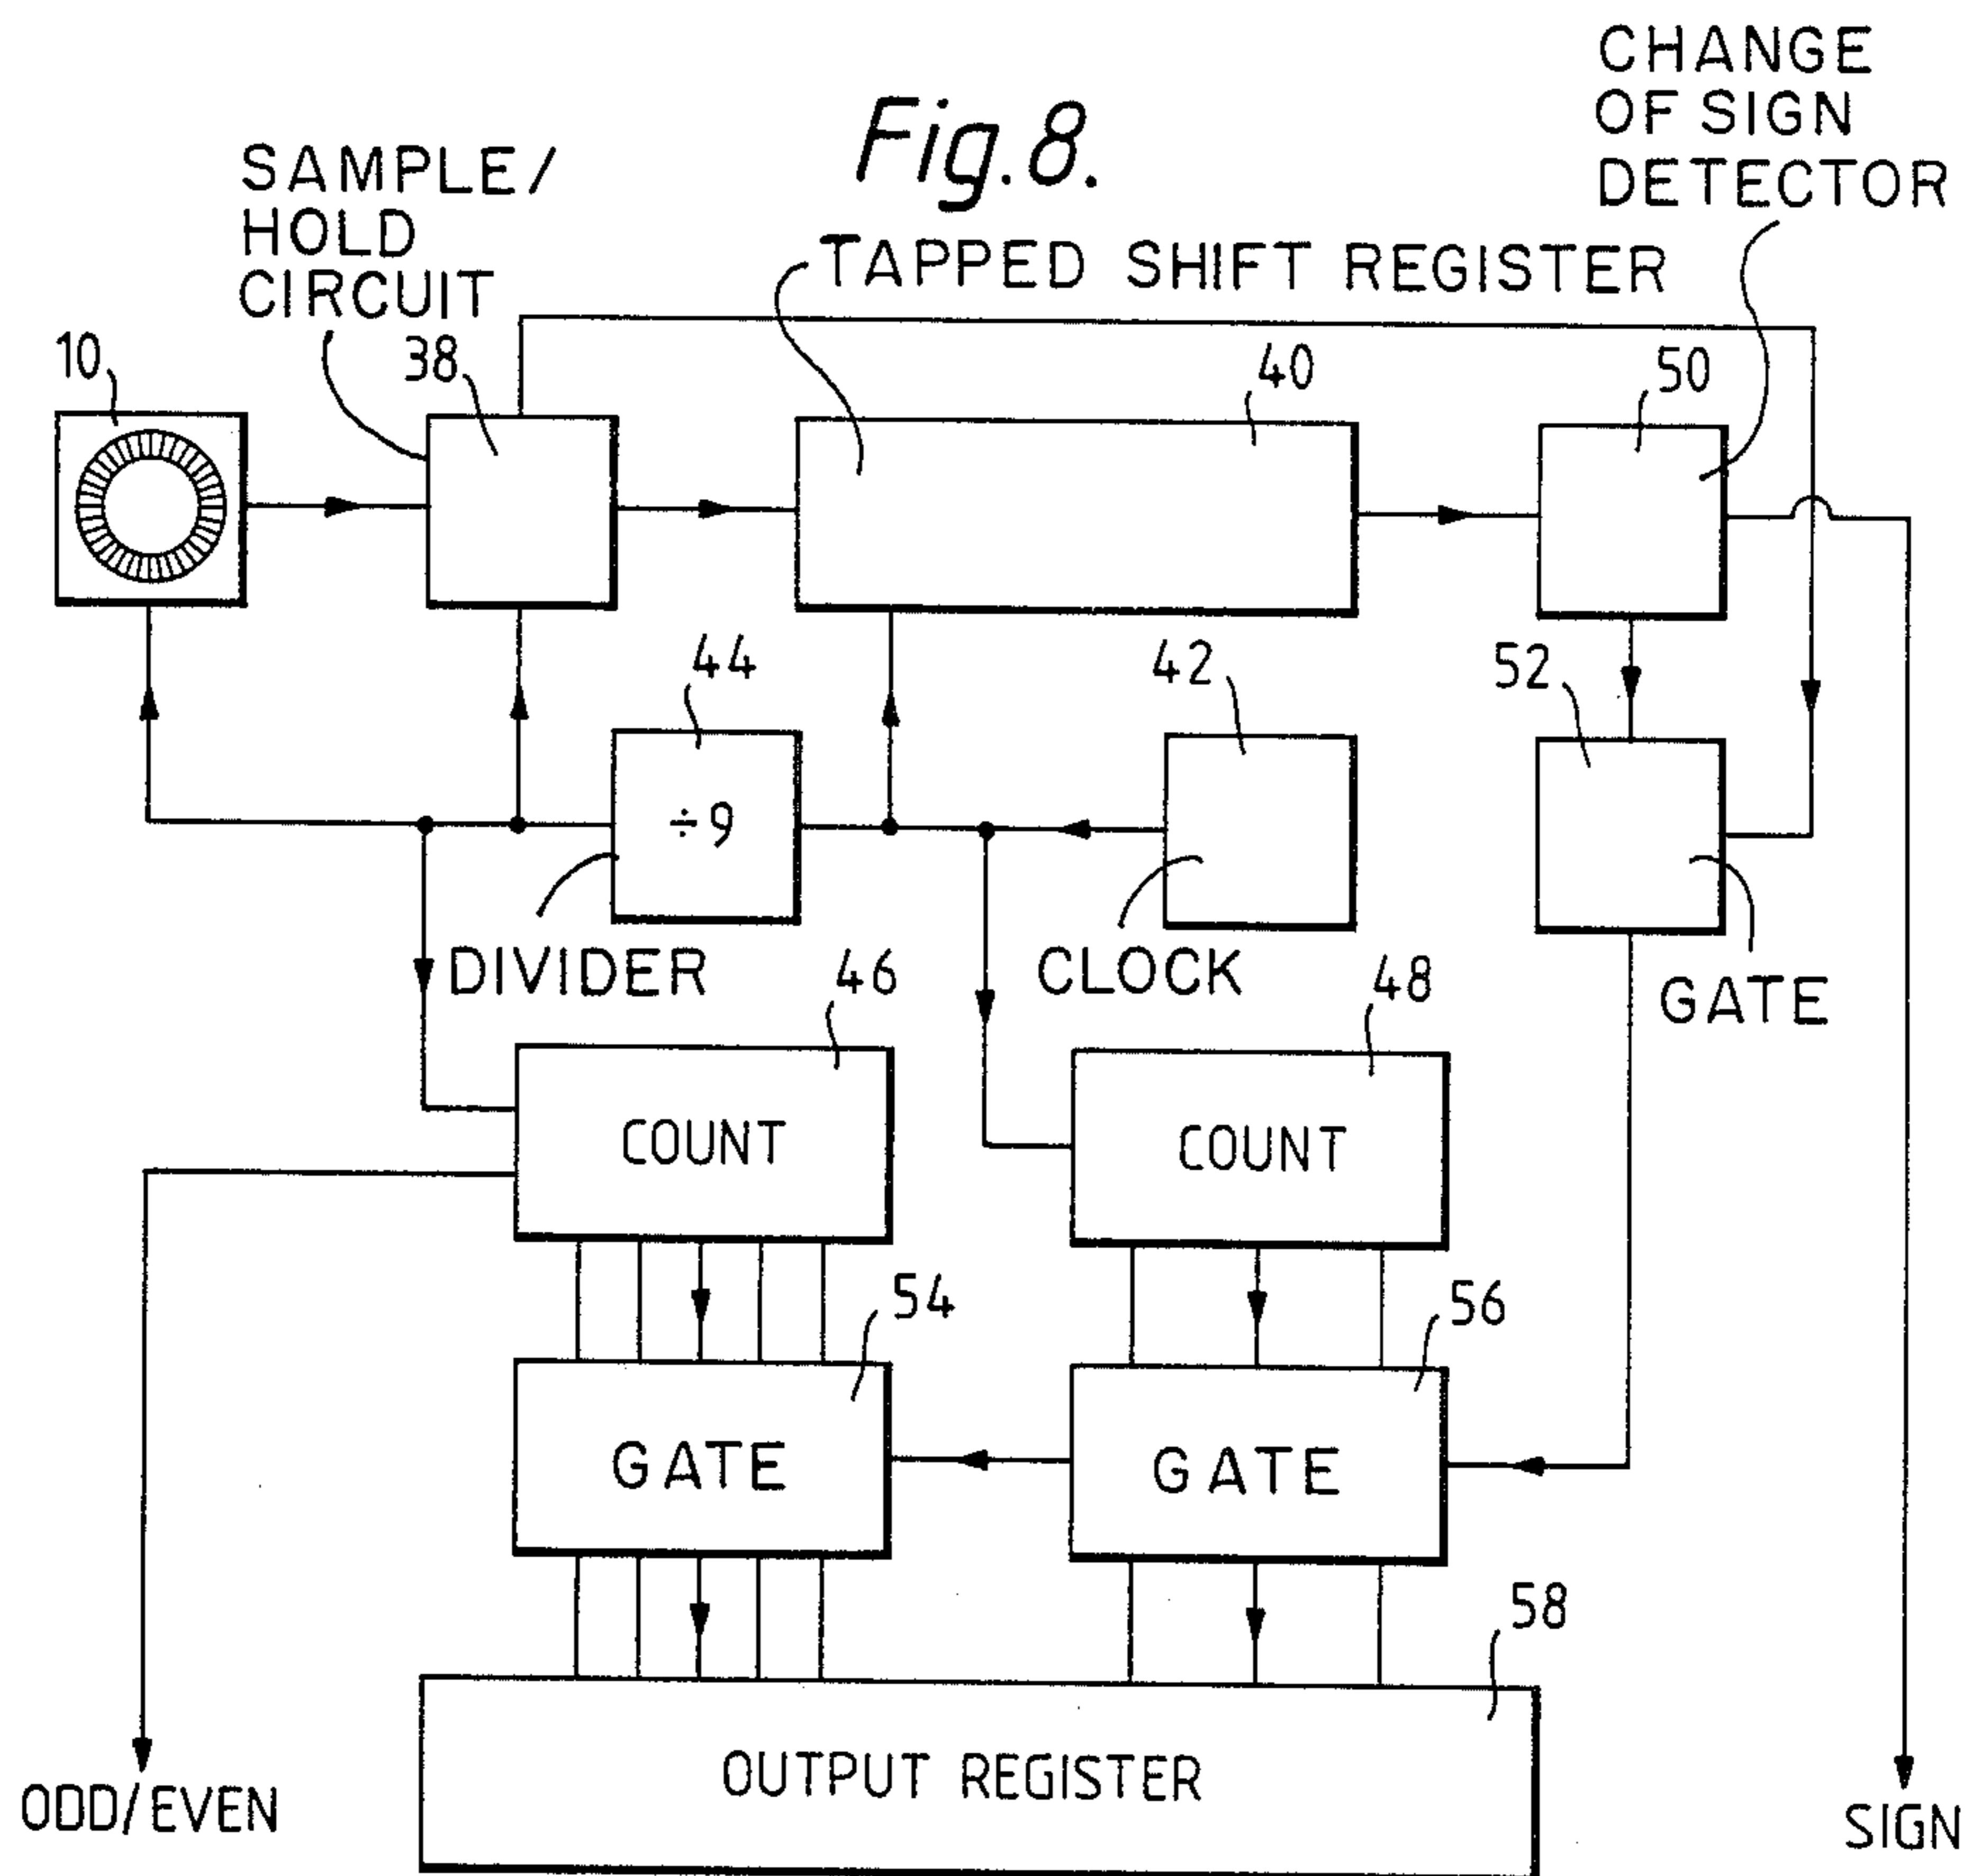 Fig.8.
CHANGE
OF SIGN
DETECTOR
SAMPLE/
HOLD
CIRCUIT
TAPPED SHIFT REGISTER
10
38
40
50
44
42
52
÷9
DIVIDER
CLOCK
GATE
46
48
COUNT
COUNT
54
56
GATE
GATE
58
OUTPUT REGISTER
ODD/EVEN
SIGN